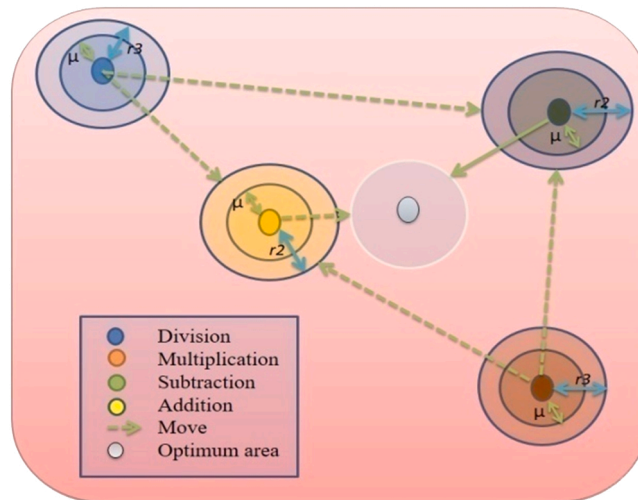 μ r3
r2
μ
μ
r2
r3
μ
Division
Multiplication
Subtraction
Addition
Move
Optimum area